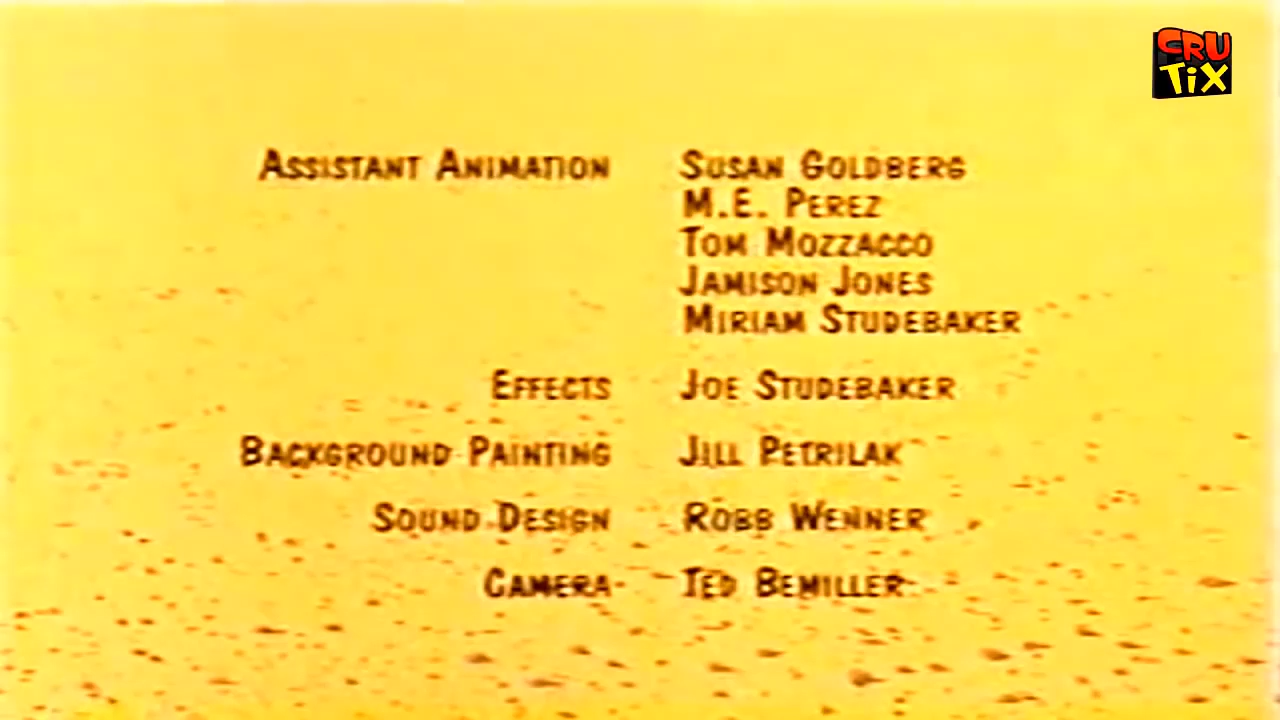 CRU
TiX
ASSISTANT ANIMATION SUSAN GOLDBERG
M.E. PEREZ
TOM MOZZACCO
JAMISON JONES
MIRIAM STUDEBAKER
EFFECTS JOE STUDEBAKER
BACKGROUND PAINTING JILL PETRILAK
SOUND DESIGN ROBB WENNER
CAMERA TED BEMILLER